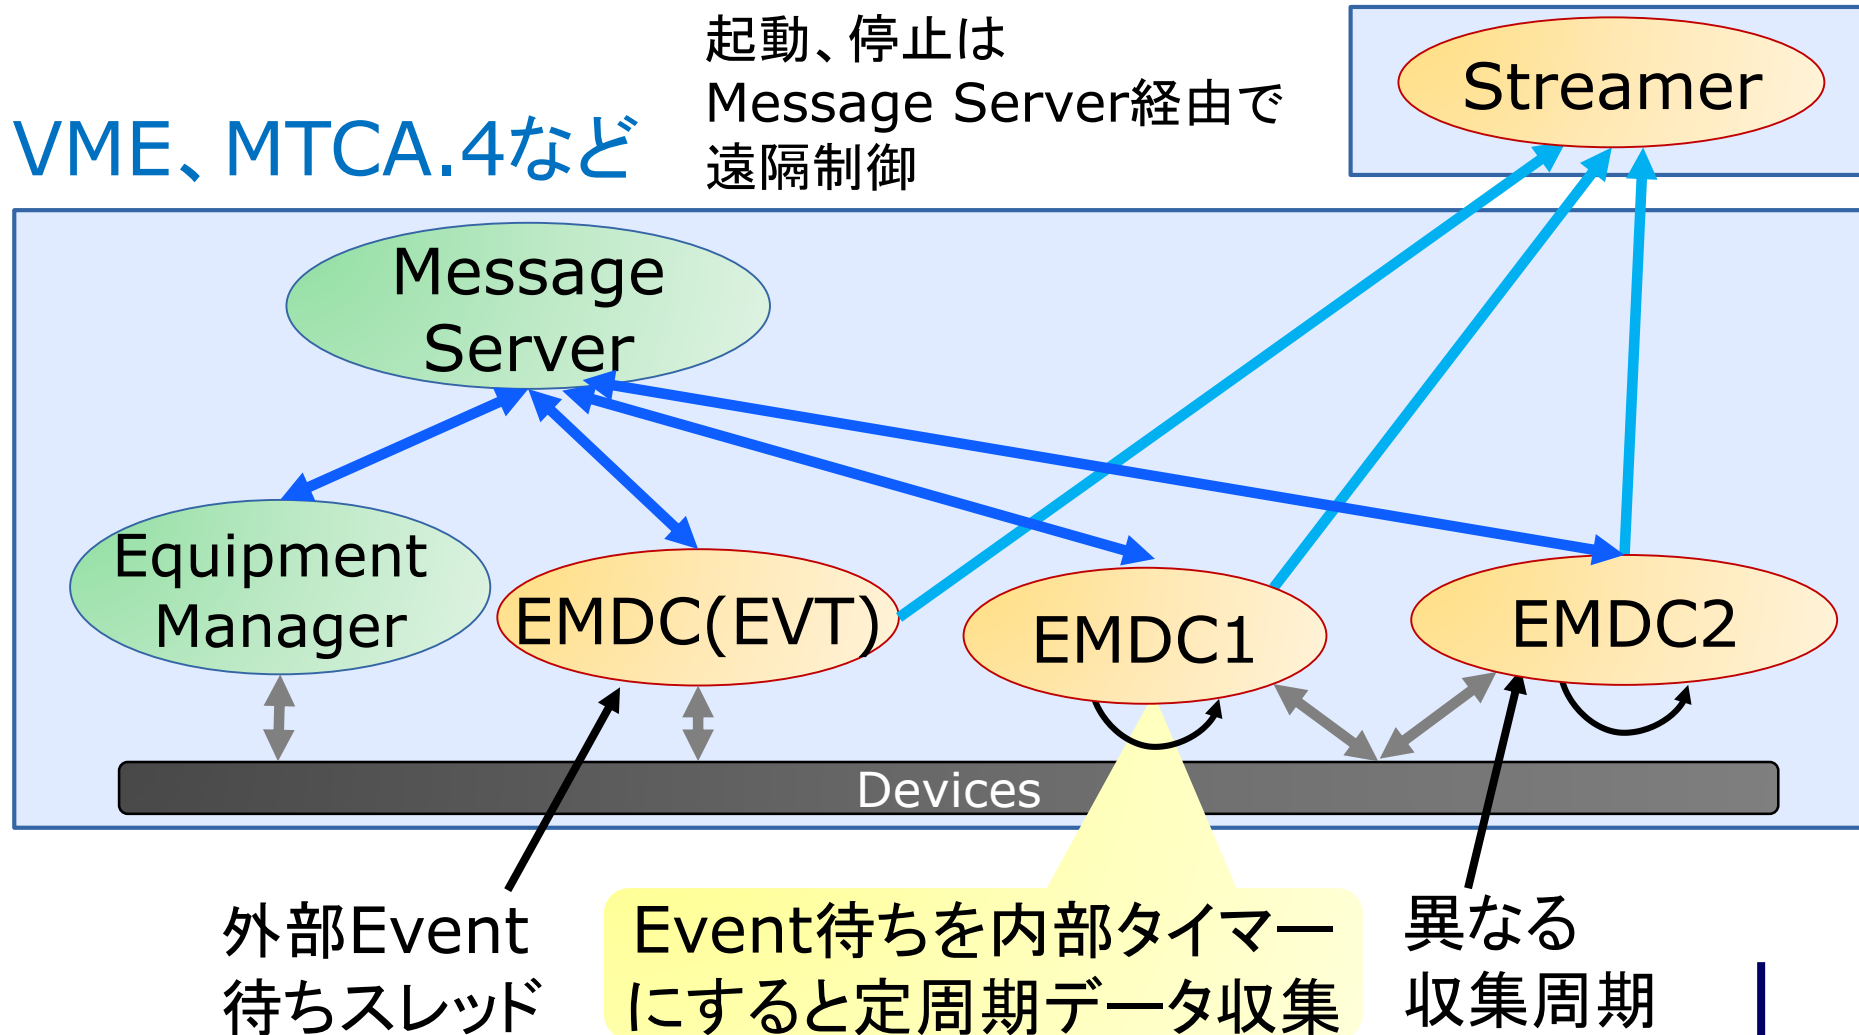 起動、停止は
Message Server経由で
遠隔制御
Streamer
VME、MTCA.4など
Message
Server
Equipment
Manager
EMDC(EVT)
EMDC1
EMDC2
Devices
外部Event
待ちスレッド
Event待ちを内部タイマー
にすると定周期データ収集
異なる
収集周期